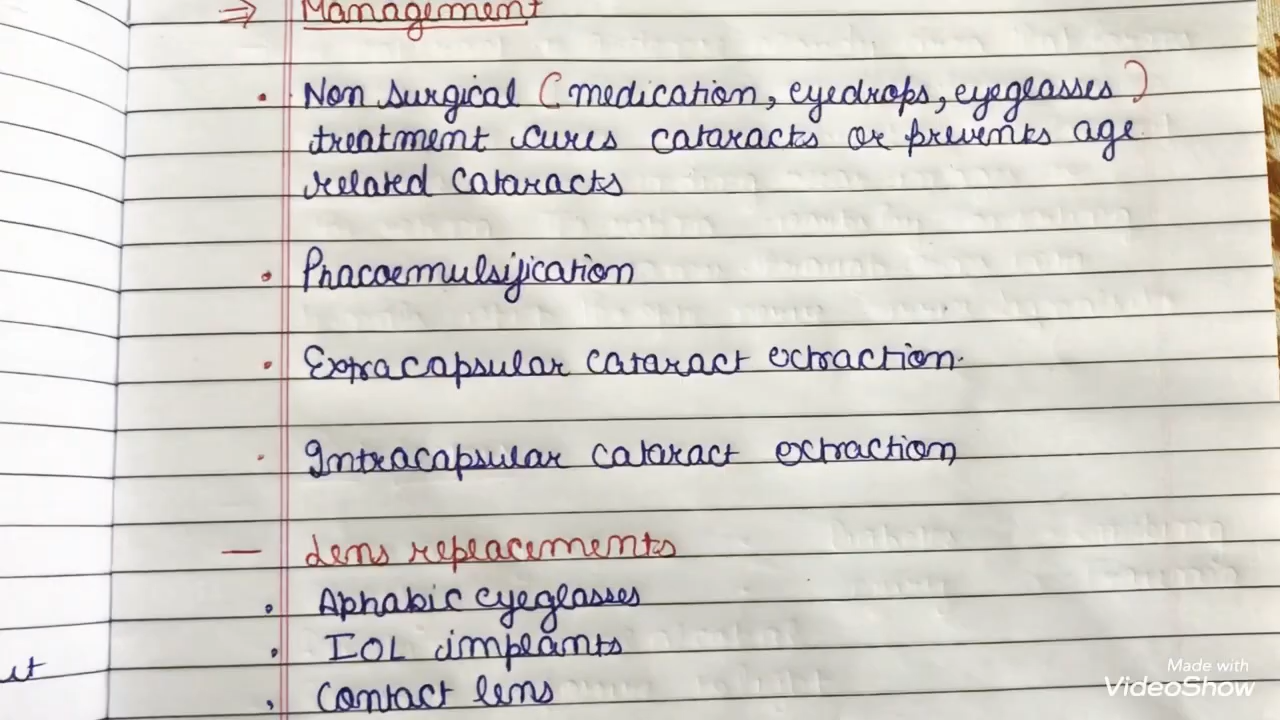 ⇒ Management
• Non surgical (medication, eyedrops, eyeglasses)
treatment cures cataracts or prevents age
related cataracts
• Phacoemulsification
• Extracapsular cataract extraction.
• Intracapsular cataract extraction
— Lens replacements
• Aphabic eyeglasses
• IOL implants
• Contact lens
Made with
VideoShow